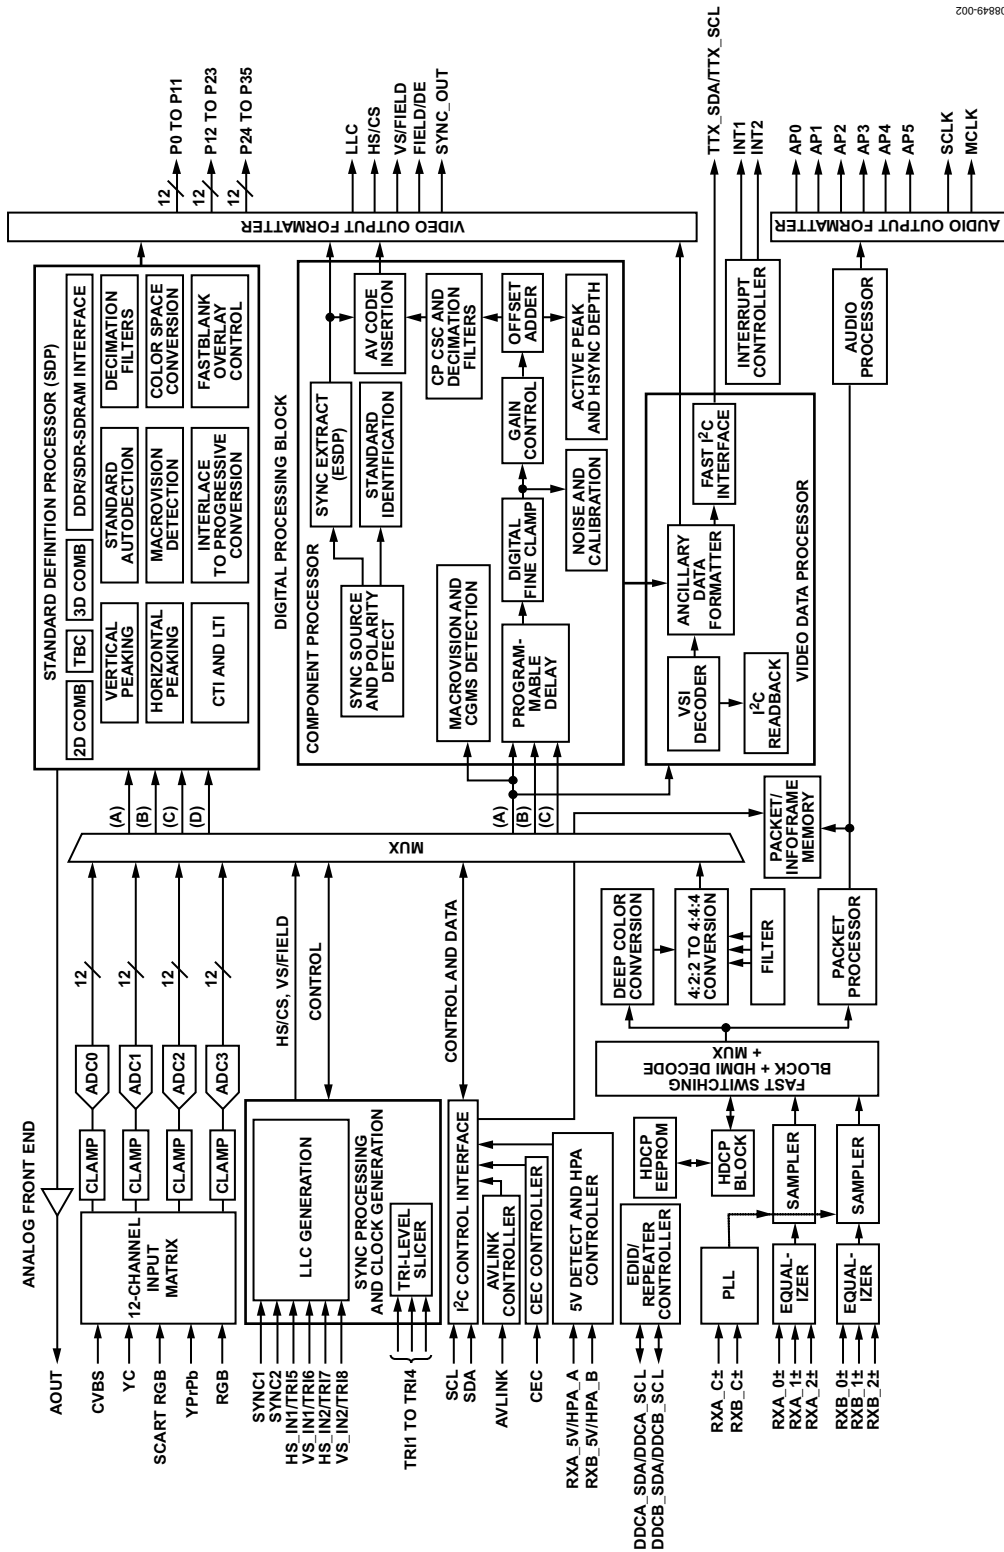 08849-002
ANALOG FRONT END
AOUT
CVBS
YC
SCART RGB
YPrPb
RGB
12-CHANNEL
INPUT
MATRIX
CLAMP
CLAMP
CLAMP
CLAMP
ADC0
ADC1
ADC2
ADC3
12
12
12
12
SYNC1
SYNC2
HS_IN1/TRI5
VS_IN1/TRI6
HS_IN2/TRI7
VS_IN2/TRI8
TRI1 TO TRI4
LLC GENERATION
SYNC PROCESSING
AND CLOCK GENERATION
TRI-LEVEL
SLICER
HS/CS, VS/FIELD
CONTROL
SCL
SDA
AVLINK
CEC
RXA_5V/HPA_A
RXB_5V/HPA_B
I2C CONTROL INTERFACE
AVLINK
CONTROLLER
CEC CONTROLLER
5V DETECT AND HPA
CONTROLLER
CONTROL AND DATA
DDCA_SDA/DDCA_SCL
DDCB_SDA/DDCB_SCL
EDID/
REPEATER
CONTROLLER
HDCP
EEPROM
HDCP
BLOCK
RXA_C±
RXB_C±
PLL
RXA_0±
RXA_1±
RXA_2±
EQUAL-
IZER
SAMPLER
RXB_0±
RXB_1±
RXB_2±
EQUAL-
IZER
SAMPLER
FAST SWITCHING
BLOCK + HDMI DECODE
+ MUX
DEEP COLOR
CONVERSION
4:2:2 TO 4:4:4
CONVERSION
FILTER
PACKET
PROCESSOR
PACKET/
INFOFRAME
MEMORY
MUX
(A)
(B)
(C)
(D)
(A)
(B)
(C)
STANDARD DEFINITION PROCESSOR (SDP)
2D COMB
TBC
3D COMB
DDR/SDR-SDRAM INTERFACE
VERTICAL
PEAKING
STANDARD
AUTODECTION
DECIMATION
FILTERS
HORIZONTAL
PEAKING
MACROVISION
DETECTION
COLOR SPACE
CONVERSION
CTI AND LTI
INTERLACE
TO PROGRESSIVE
CONVERSION
FASTBLANK
OVERLAY
CONTROL
DIGITAL PROCESSING BLOCK
COMPONENT PROCESSOR
SYNC SOURCE
AND POLARITY
DETECT
SYNC EXTRACT
(ESDP)
STANDARD
IDENTIFICATION
AV CODE
INSERTION
MACROVISION AND
CGMS DETECTION
CP CSC AND
DECIMATION
FILTERS
PROGRAM-
MABLE
DELAY
DIGITAL
FINE CLAMP
GAIN
CONTROL
OFFSET
ADDER
NOISE AND
CALIBRATION
ACTIVE PEAK
AND HSYNC DEPTH
VSI
DECODER
ANCILLARY
DATA
FORMATTER
FAST I2C
INTERFACE
I2C
READBACK
VIDEO DATA PROCESSOR
INTERRUPT
CONTROLLER
AUDIO
PROCESSOR
VIDEO OUTPUT FORMATTER
AUDIO OUTPUT FORMATTER
12
12
12
P0 TO P11
P12 TO P23
P24 TO P35
LLC
HS/CS
VS/FIELD
FIELD/DE
SYNC_OUT
TTX_SDA/TTX_SCL
INT1
INT2
AP0
AP1
AP2
AP3
AP4
AP5
SCLK
MCLK